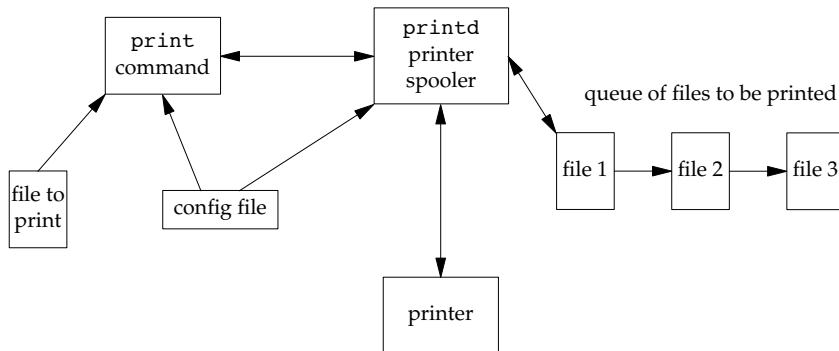 print
command
printd
printer
spooler
queue of files to be printed
file to
print
config file
file 1
file 2
file 3
printer